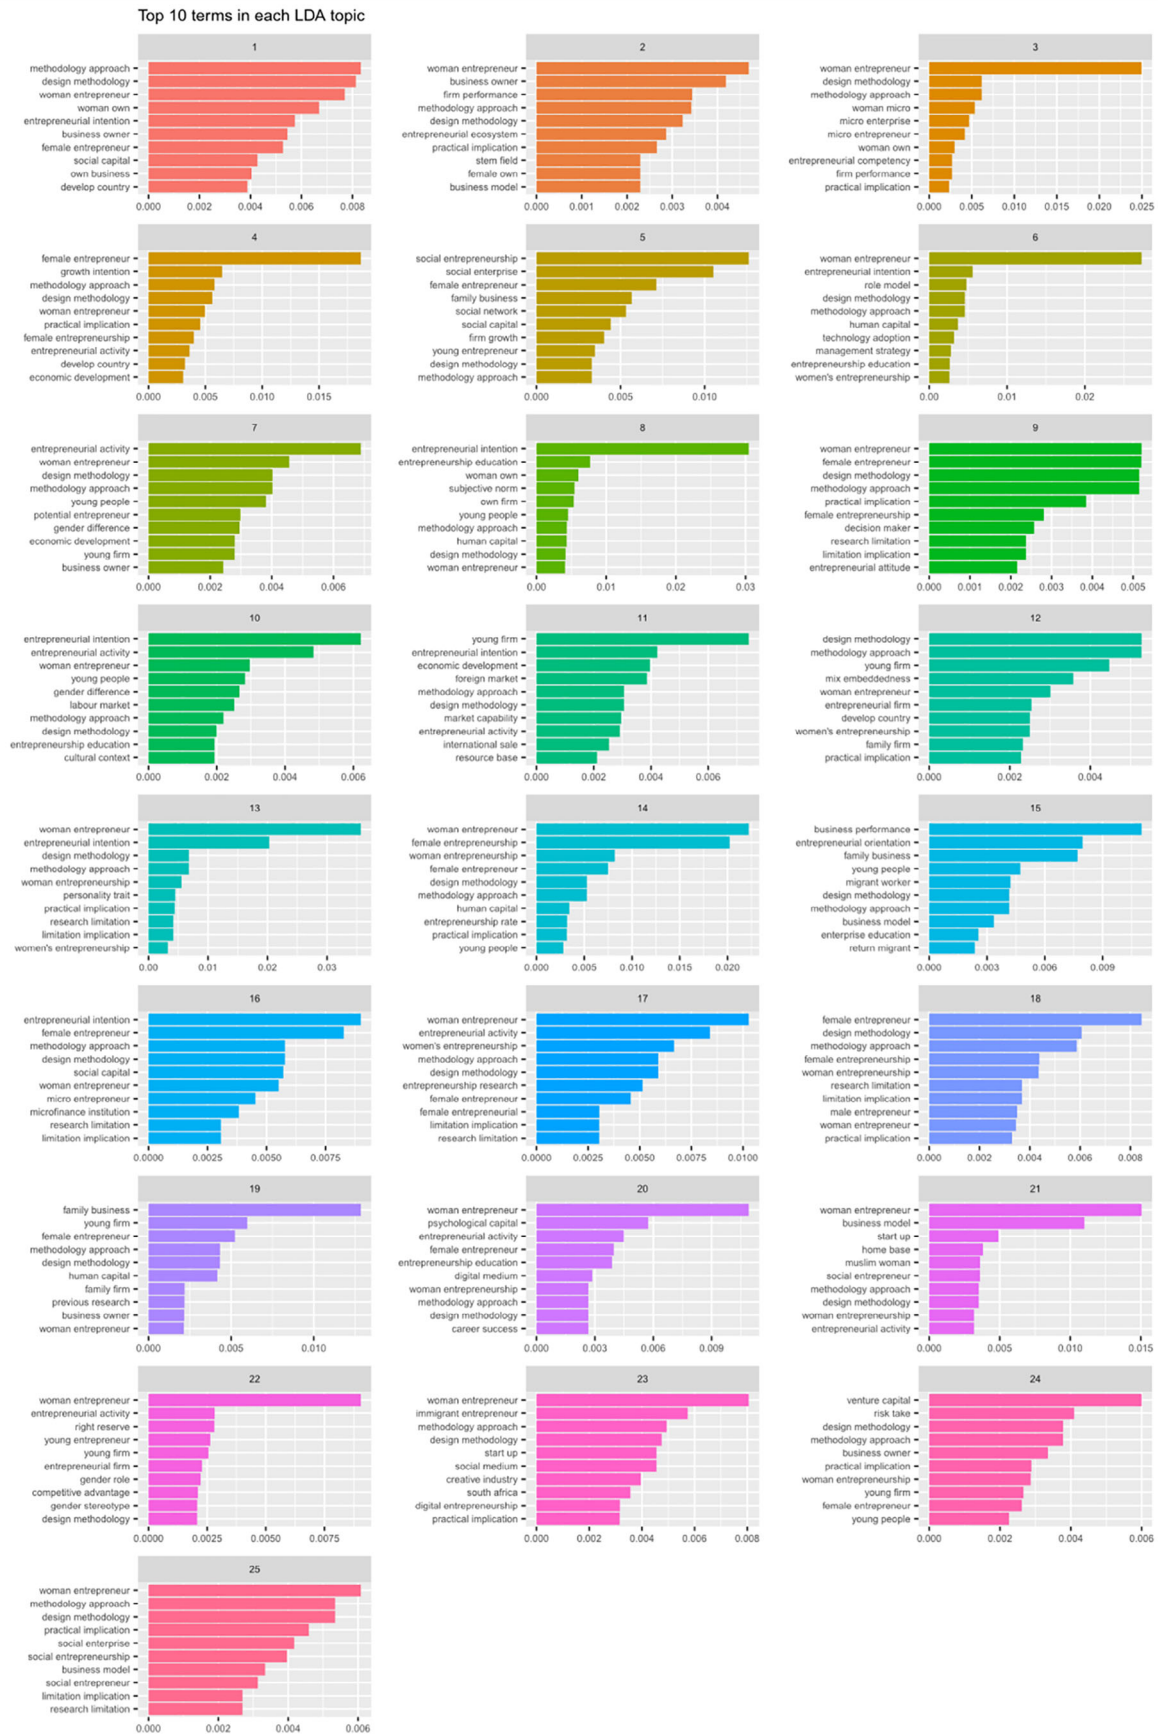 Top 10 terms in each LDA topic
1
methodology approach
design methodology
woman entrepreneur
woman own
entrepreneurial intention
business owner
female entrepreneur
social capital
own business
develop country
0.000 0.002 0.004 0.006 0.008
2
woman entrepreneur
business owner
firm performance
methodology approach
design methodology
entrepreneurial ecosystem
practical implication
stem field
female own
business model
0.000 0.001 0.002 0.003 0.004
3
woman entrepreneur
design methodology
methodology approach
woman micro
micro enterprise
micro entrepreneur
woman own
entrepreneurial competency
firm performance
practical implication
0.000 0.005 0.010 0.015 0.020 0.025
4
female entrepreneur
growth intention
methodology approach
design methodology
woman entrepreneur
practical implication
female entrepreneurship
entrepreneurial activity
develop country
economic development
0.000 0.005 0.010 0.015
5
social entrepreneurship
social enterprise
female entrepreneur
family business
social network
social capital
firm growth
young entrepreneur
design methodology
methodology approach
0.000 0.005 0.010
6
woman entrepreneur
entrepreneurial intention
role model
design methodology
methodology approach
human capital
technology adoption
management strategy
entrepreneurship education
women's entrepreneurship
0.00 0.01 0.02
7
entrepreneurial activity
woman entrepreneur
design methodology
methodology approach
young people
potential entrepreneur
gender difference
economic development
young firm
business owner
0.000 0.002 0.004 0.006
8
entrepreneurial intention
entrepreneurship education
woman own
subjective norm
own firm
young people
methodology approach
human capital
design methodology
woman entrepreneur
0.00 0.01 0.02 0.03
9
woman entrepreneur
female entrepreneur
design methodology
methodology approach
practical implication
female entrepreneurship
decision maker
research limitation
limitation implication
entrepreneurial attitude
0.000 0.001 0.002 0.003 0.004 0.005
10
entrepreneurial intention
entrepreneurial activity
woman entrepreneur
young people
gender difference
labour market
methodology approach
design methodology
entrepreneurship education
cultural context
0.000 0.002 0.004 0.006
11
young firm
entrepreneurial intention
economic development
foreign market
methodology approach
design methodology
market capability
entrepreneurial activity
international sale
resource base
0.000 0.002 0.004 0.006
12
design methodology
methodology approach
young firm
mix embeddedness
woman entrepreneur
entrepreneurial firm
develop country
women's entrepreneurship
family firm
practical implication
0.000 0.002 0.004
13
woman entrepreneur
entrepreneurial intention
design methodology
methodology approach
woman entrepreneurship
personality trait
practical implication
research limitation
limitation implication
women's entrepreneurship
0.00 0.01 0.02 0.03
14
woman entrepreneur
female entrepreneurship
woman entrepreneurship
female entrepreneur
design methodology
methodology approach
human capital
entrepreneurship rate
practical implication
young people
0.000 0.005 0.010 0.015 0.020
15
business performance
entrepreneurial orientation
family business
young people
migrant worker
design methodology
methodology approach
business model
enterprise education
return migrant
0.000 0.003 0.006 0.009
16
entrepreneurial intention
female entrepreneur
methodology approach
design methodology
social capital
woman entrepreneur
micro entrepreneur
microfinance institution
research limitation
limitation implication
0.0000 0.0025 0.0050 0.0075
17
woman entrepreneur
entrepreneurial activity
women's entrepreneurship
methodology approach
design methodology
entrepreneurship research
female entrepreneur
female entrepreneurial
limitation implication
research limitation
0.0000 0.0025 0.0050 0.0075 0.0100
18
female entrepreneur
design methodology
methodology approach
female entrepreneurship
woman entrepreneurship
research limitation
limitation implication
male entrepreneur
woman entrepreneur
practical implication
0.000 0.002 0.004 0.006 0.008
19
family business
young firm
female entrepreneur
methodology approach
design methodology
human capital
family firm
previous research
business owner
woman entrepreneur
0.000 0.005 0.010
20
woman entrepreneur
psychological capital
entrepreneurial activity
female entrepreneur
entrepreneurship education
digital medium
woman entrepreneurship
methodology approach
design methodology
career success
0.000 0.003 0.006 0.009
21
woman entrepreneur
business model
start up
home base
muslim woman
social entrepreneur
methodology approach
design methodology
woman entrepreneurship
entrepreneurial activity
0.000 0.005 0.010 0.015
22
woman entrepreneur
entrepreneurial activity
right reserve
young entrepreneur
young firm
entrepreneurial firm
gender role
competitive advantage
gender stereotype
design methodology
0.0000 0.0025 0.0050 0.0075
23
woman entrepreneur
immigrant entrepreneur
methodology approach
design methodology
start up
social medium
creative industry
south africa
digital entrepreneurship
practical implication
0.000 0.002 0.004 0.006 0.008
24
venture capital
risk take
design methodology
methodology approach
business owner
practical implication
woman entrepreneurship
young firm
female entrepreneur
young people
0.000 0.002 0.004 0.006
25
woman entrepreneur
methodology approach
design methodology
practical implication
social enterprise
social entrepreneurship
business model
social entrepreneur
limitation implication
research limitation
0.000 0.002 0.004 0.006